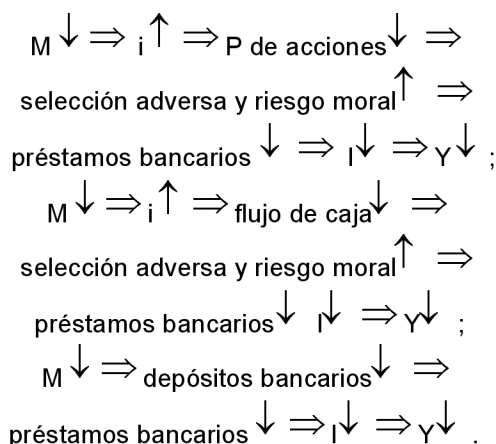 M ↓ ⇒ i ↑ ⇒ P de acciones ↓ ⇒
selección adversa y riesgo moral ↑ ⇒
préstamos bancarios ↓ ⇒ I ↓ ⇒ Y ↓ ;
M ↓ ⇒ i ↑ ⇒ flujo de caja ↓ ⇒
selección adversa y riesgo moral ↑ ⇒
préstamos bancarios ↓ I ↓ ⇒ Y ↓ ;
M ↓ ⇒ depósitos bancarios ↓ ⇒
préstamos bancarios ↓ ⇒ I ↓ ⇒ Y ↓ .